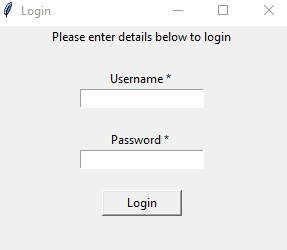 Login
Please enter details below to login
Username *
Password *
Login